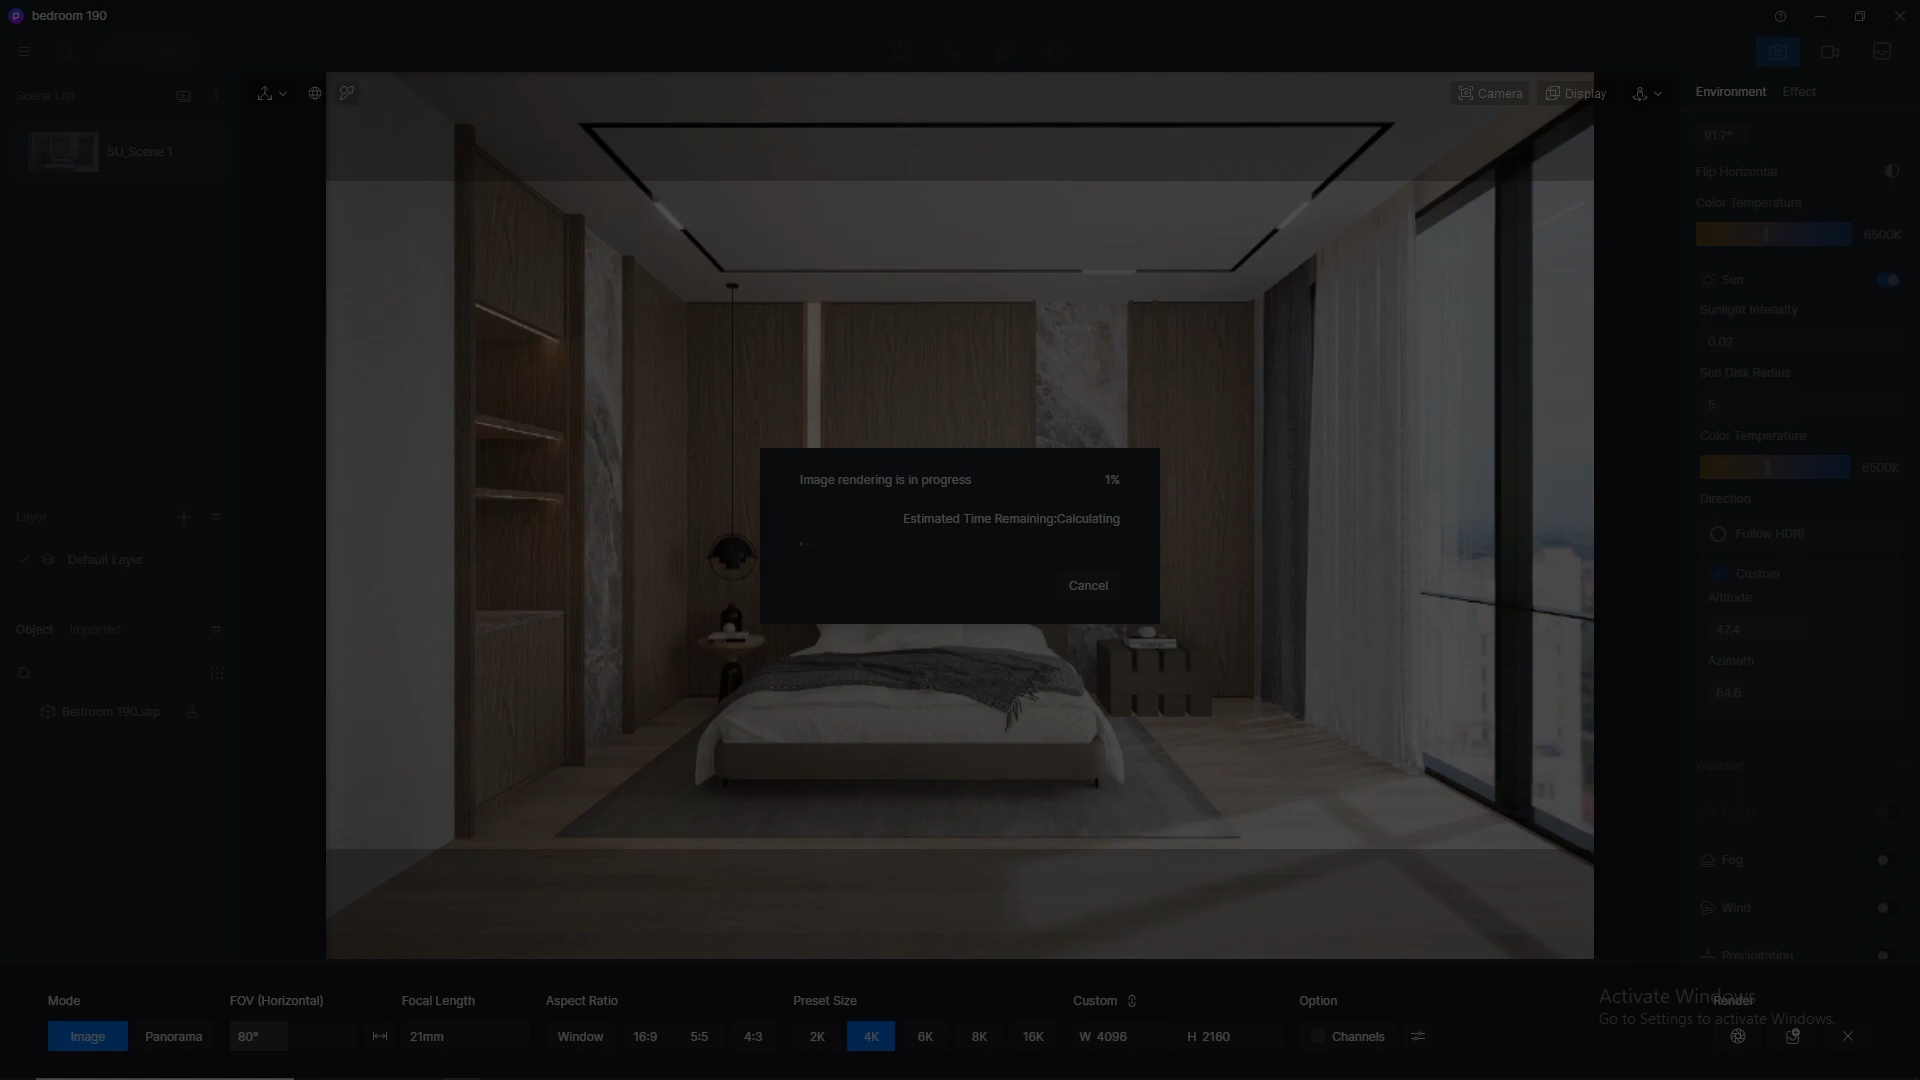 bedroom 190
Scene List
SU_Scene 1
Camera
Display
Environment
Effect
91.7°
Flip Horizontal
Color Temperature
6500K
Sun
Sunlight Intensity
0.02
Sun Disk Radius
5
Color Temperature
6500K
Direction
Follow HDRI
Custom
Altitude
47.4
Azimuth
64.6
Weather
Fog
Wind
Precipitation
Layer
Default Layer
Object
Imported
Bedroom 190.skp
Image rendering is in progress
1%
Estimated Time Remaining:Calculating
Cancel
Mode
FOV (Horizontal)
Focal Length
Aspect Ratio
Preset Size
Custom
Option
Render
Image
Panorama
80°
21mm
Window
16:9
5:5
4:3
2K
4K
6K
8K
16K
W 4096
H 2160
Channels
Activate Windows
Go to Settings to activate Windows.